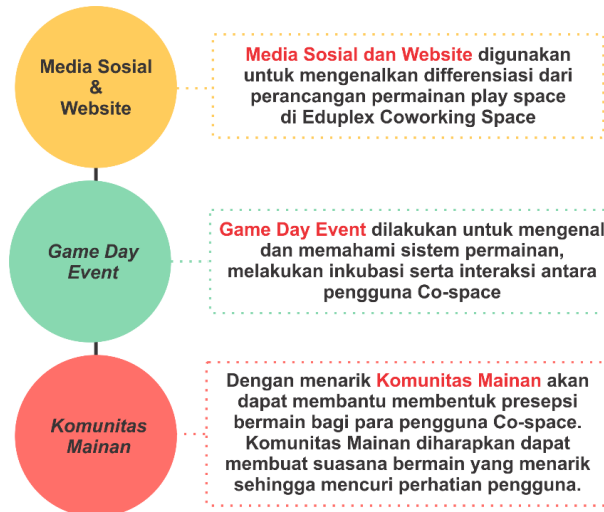 Media Sosial
&
Website
Media Sosial dan Website digunakan
untuk mengenalkan differensiasi dari
perancangan permainan play space
di Eduplex Coworking Space
Game Day
Event
Game Day Event dilakukan untuk mengenal
dan memahami sistem permainan,
melakukan inkubasi serta interaksi antara
pengguna Co-space
Komunitas
Mainan
Dengan menarik Komunitas Mainan akan
dapat membantu membentuk presepsi
bermain bagi para pengguna Co-space.
Komunitas Mainan diharapkan dapat
membuat suasana bermain yang menarik
sehingga mencuri perhatian pengguna.